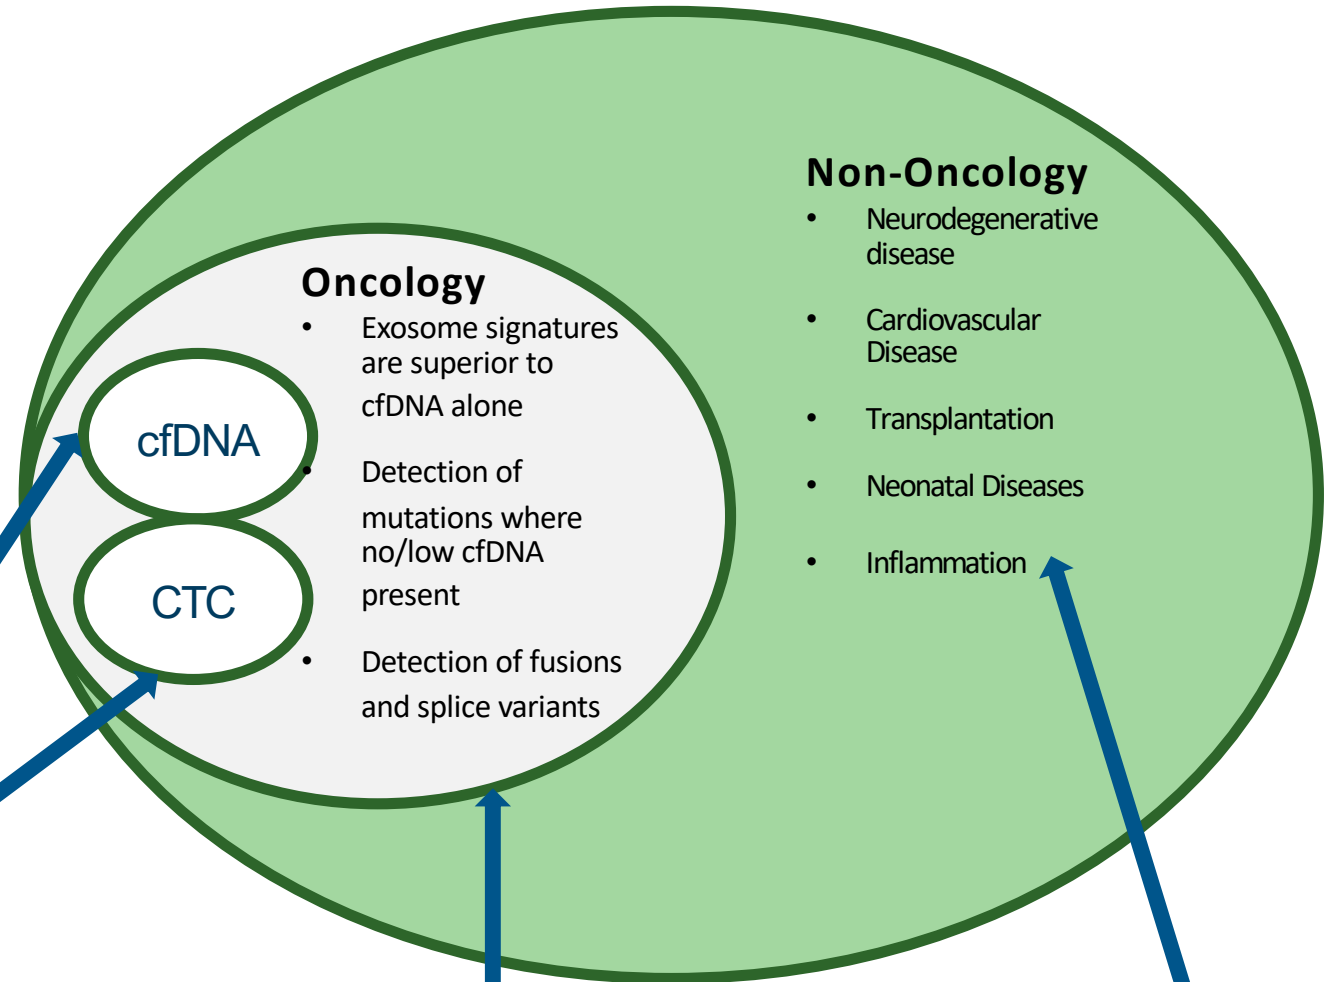 Non-Oncology
• Neurodegenerative
disease
• Cardiovascular
Disease
• Transplantation
• Neonatal Diseases
• Inflammation
Oncology
• Exosome signatures
are superior to
cfDNA alone
• Detection of
mutations where
no/low cfDNA
present
• Detection of fusions
and splice variants
cfDNA
CTC